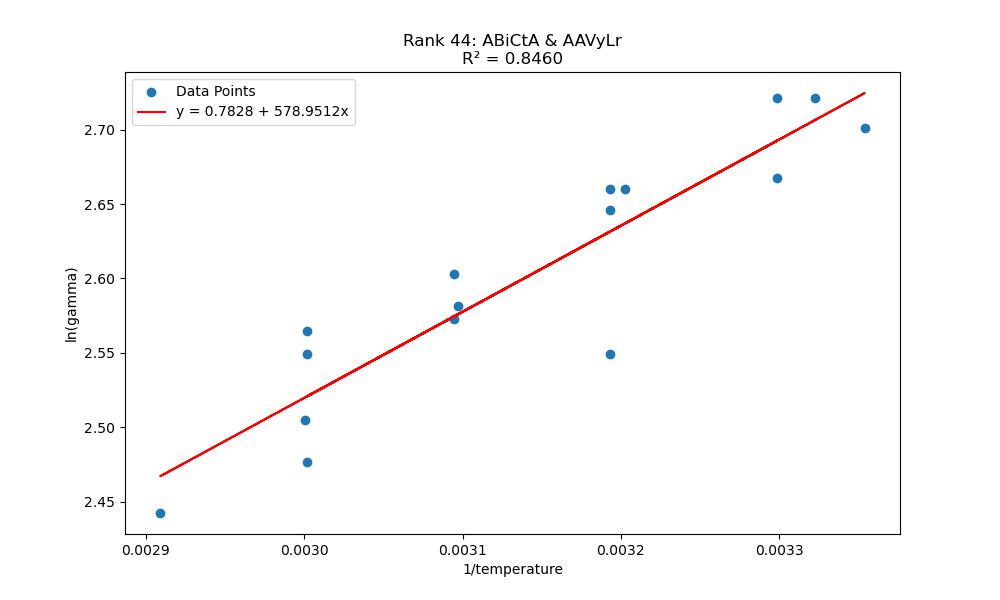 Rank 44: ABiCtA & AAVyLr
R² = 0.8460
Data Points
y = 0.7828 + 578.9512x
ln(gamma)
2.70
2.65
2.60
2.55
2.50
2.45
0.0029 0.0030 0.0031 0.0032 0.0033
1/temperature